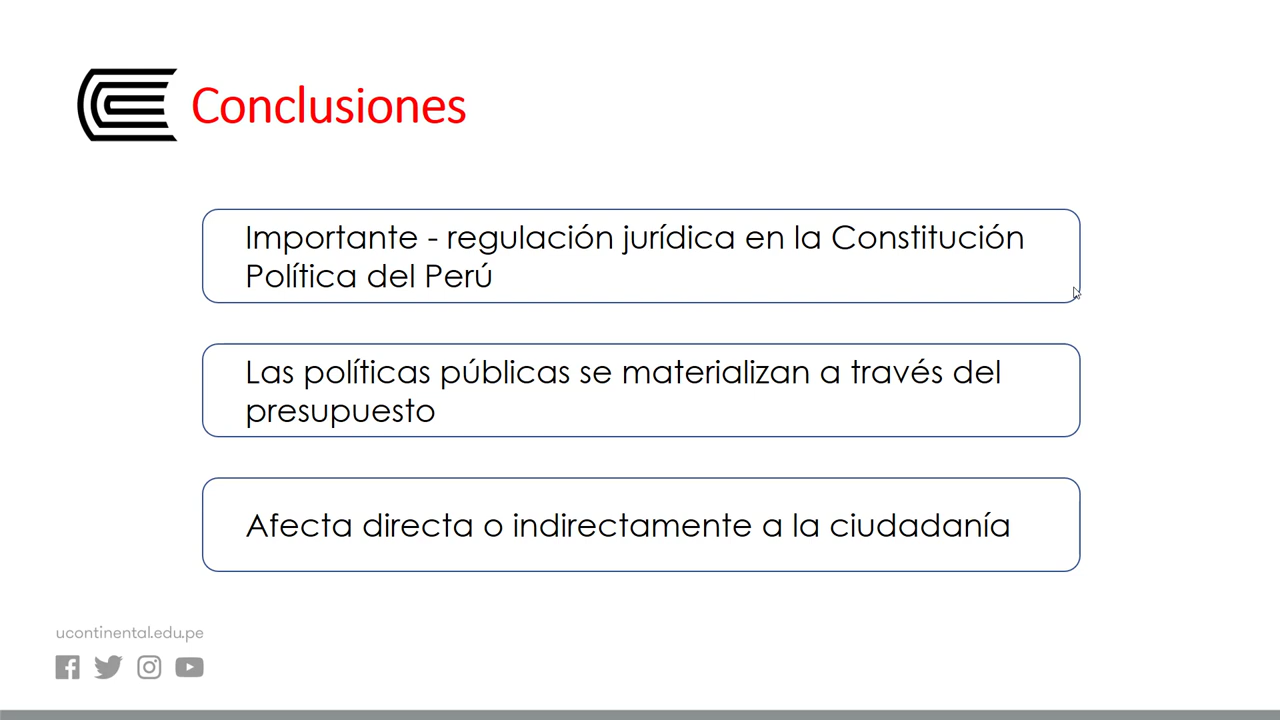 Conclusiones
Importante - regulación jurídica en la Constitución
Política del Perú
Las políticas públicas se materializan a través del
presupuesto
Afecta directa o indirectamente a la ciudadanía
ucontinental.edu.pe